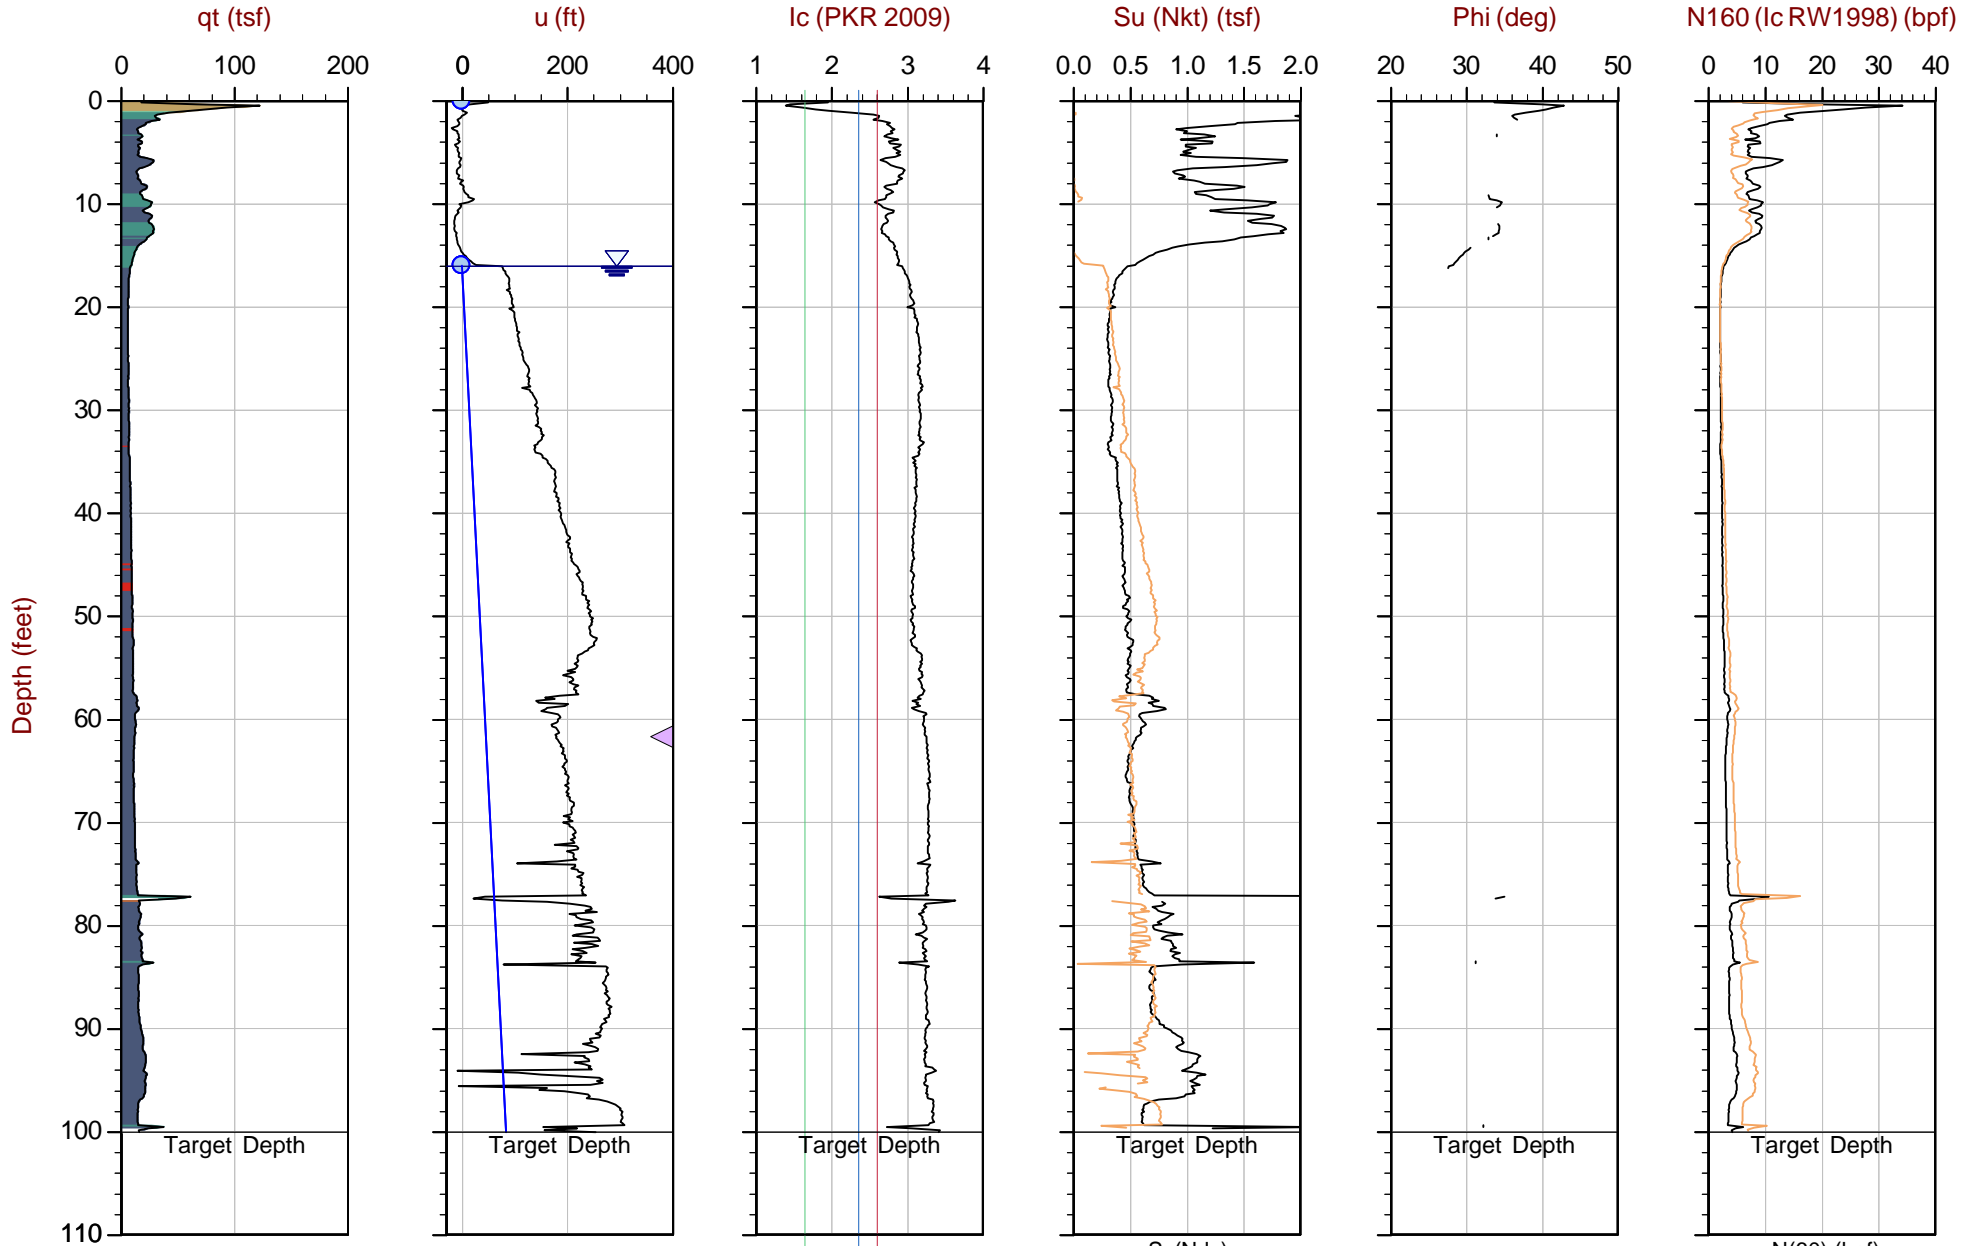 qt (tsf)
u (ft)
Ic (PKR 2009)
Su (Nkt) (tsf)
Phi (deg)
N160 (Ic RW1998) (bpf)
0 100 200
0 200 400
1 2 3 4
0.0 0.5 1.0 1.5 2.0
20 30 40 50
0 10 20 30 40
0
10
20
30
40
50
60
70
80
90
100
110
Depth (feet)
Target Depth
Target Depth
Target Depth
Target Depth
Target Depth
Target Depth